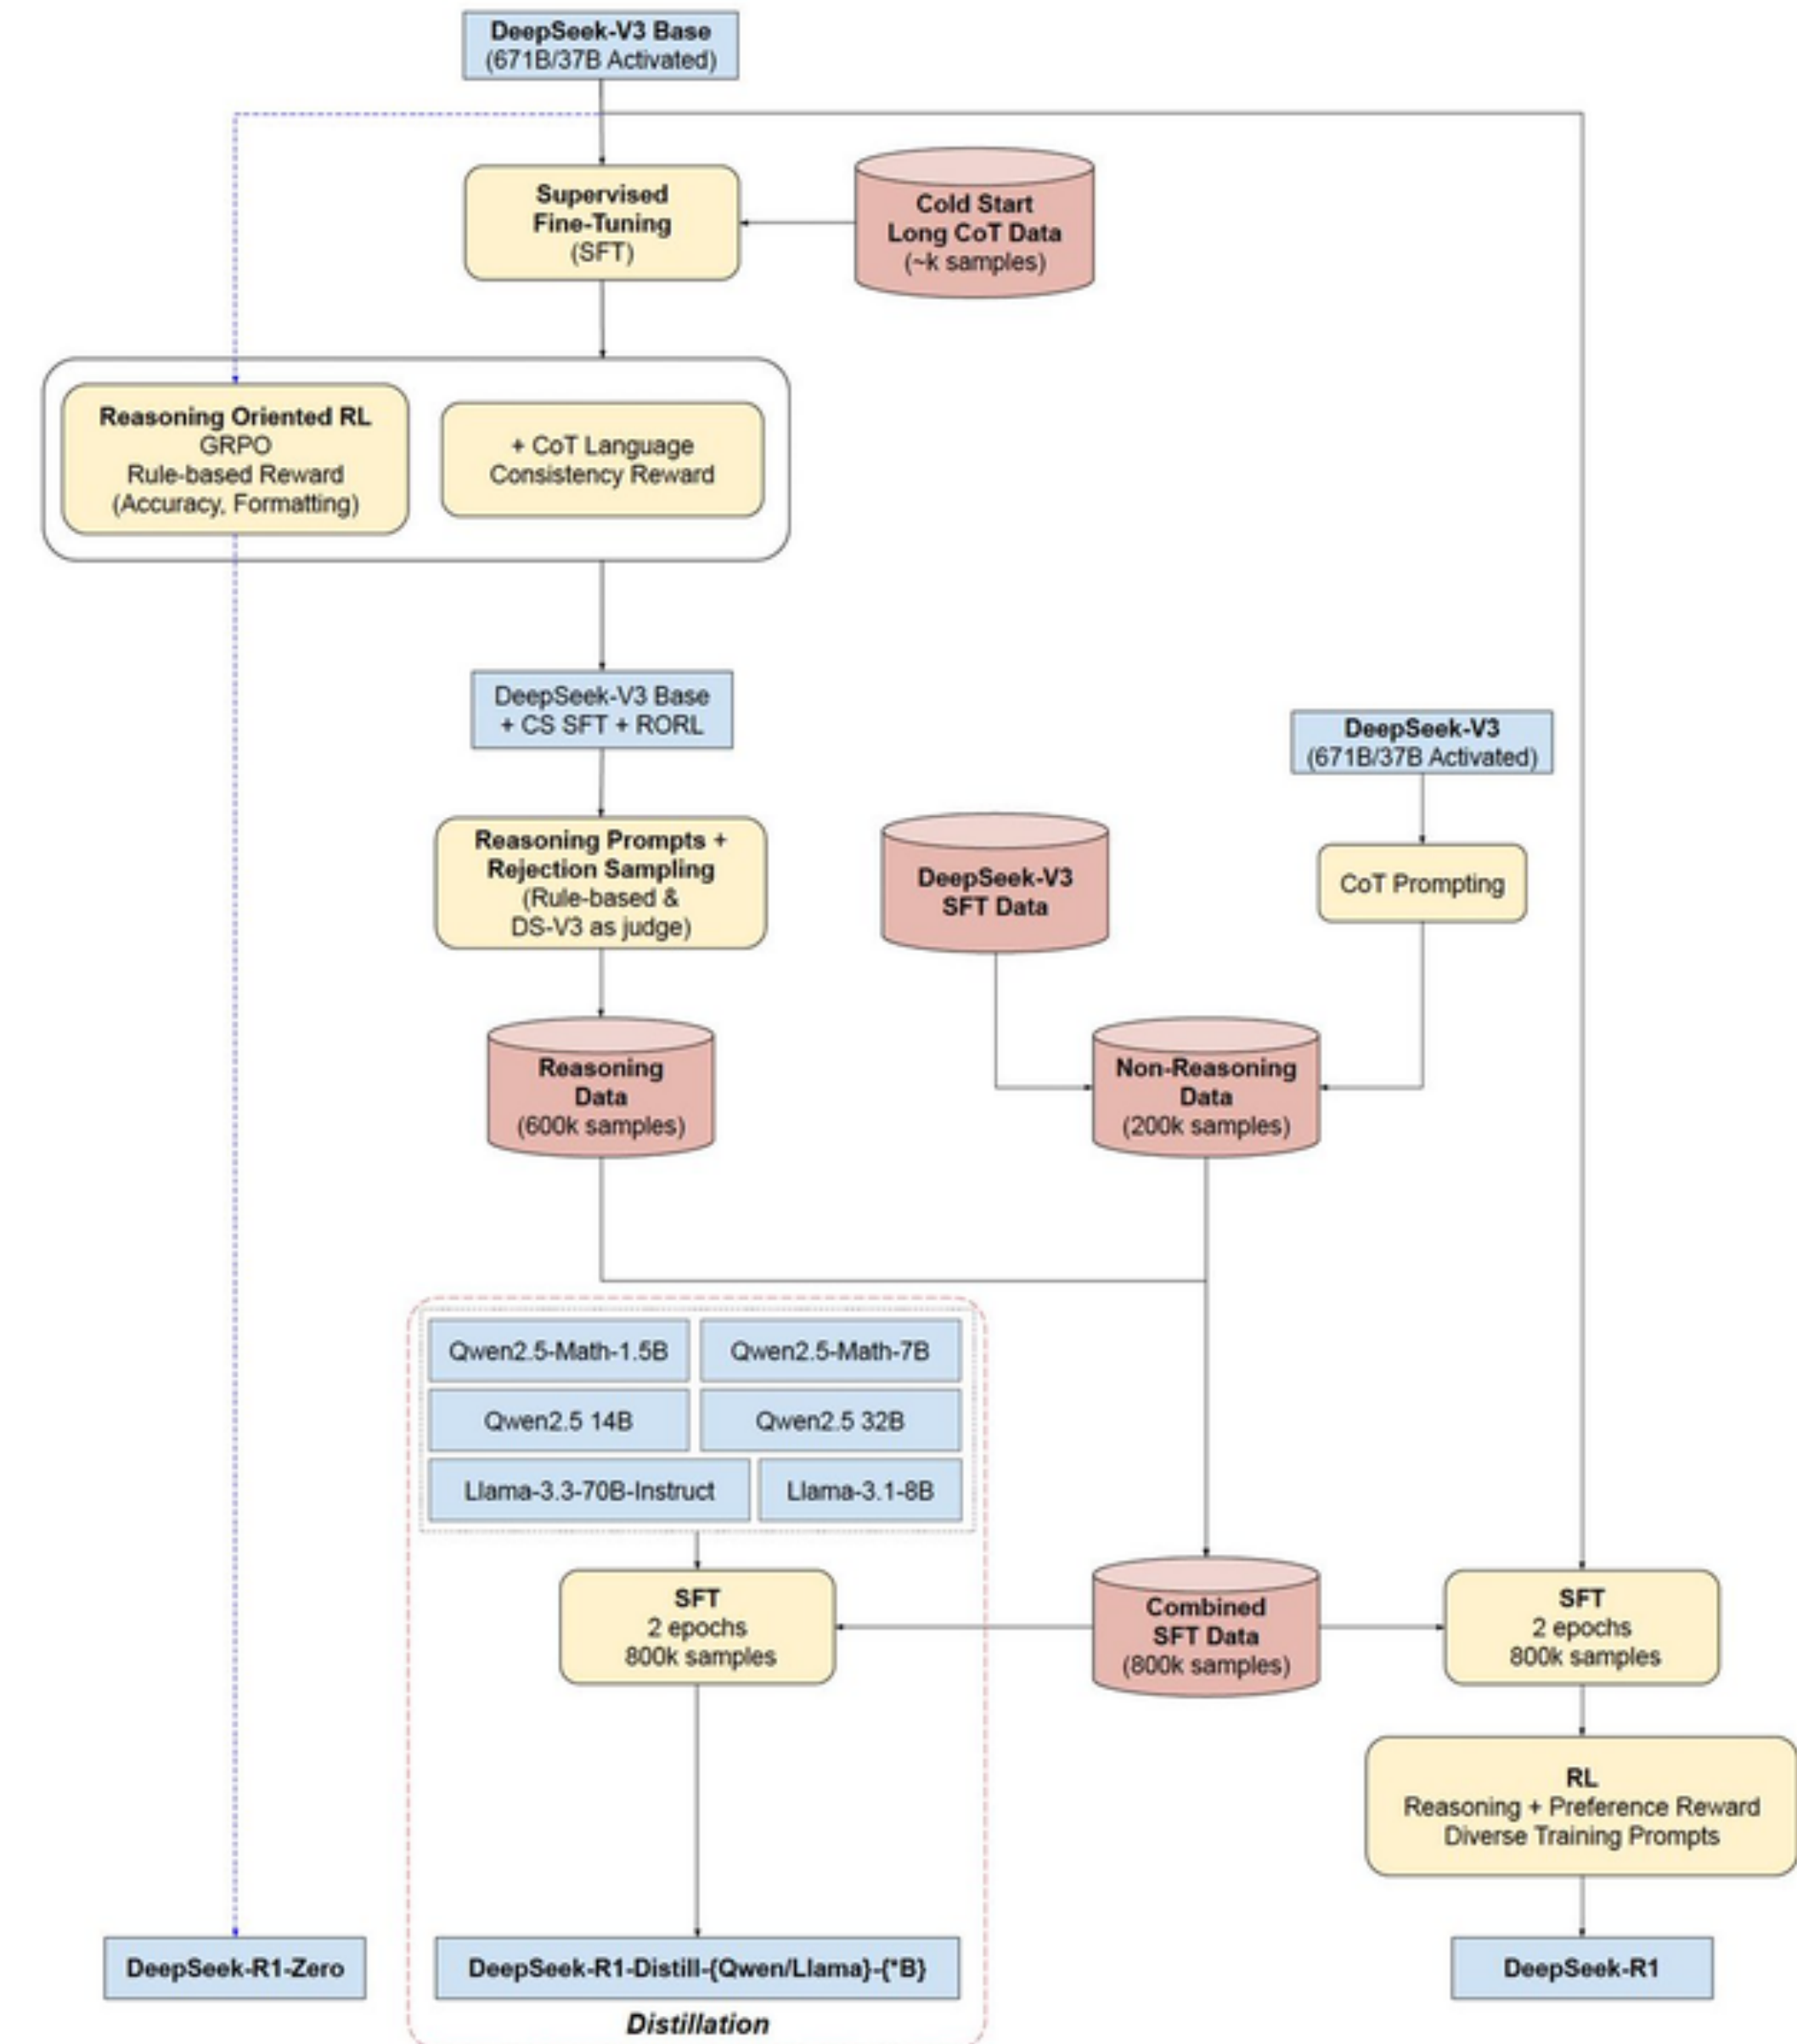 DeepSeek-V3 Base
(671B/37B Activated)
Supervised
Fine-Tuning
(SFT)
Cold Start
Long CoT Data
(~k samples)
Reasoning Oriented RL
GRPO
Rule-based Reward
(Accuracy, Formatting)
+ CoT Language
Consistency Reward
DeepSeek-V3 Base
+ CS SFT + RORL
DeepSeek-V3
(671B/37B Activated)
Reasoning Prompts +
Rejection Sampling
(Rule-based &
DS-V3 as judge)
DeepSeek-V3
SFT Data
CoT Prompting
Reasoning
Data
(600k samples)
Non-Reasoning
Data
(200k samples)
Qwen2.5-Math-1.5B
Qwen2.5-Math-7B
Qwen2.5 14B
Qwen2.5 32B
Llama-3.3-70B-Instruct
Llama-3.1-8B
SFT
2 epochs
800k samples
Combined
SFT Data
(800k samples)
SFT
2 epochs
800k samples
RL
Reasoning + Preference Reward
Diverse Training Prompts
DeepSeek-R1-Zero
DeepSeek-R1-Distill-{Qwen/Llama}-{*B}
DeepSeek-R1
Distillation